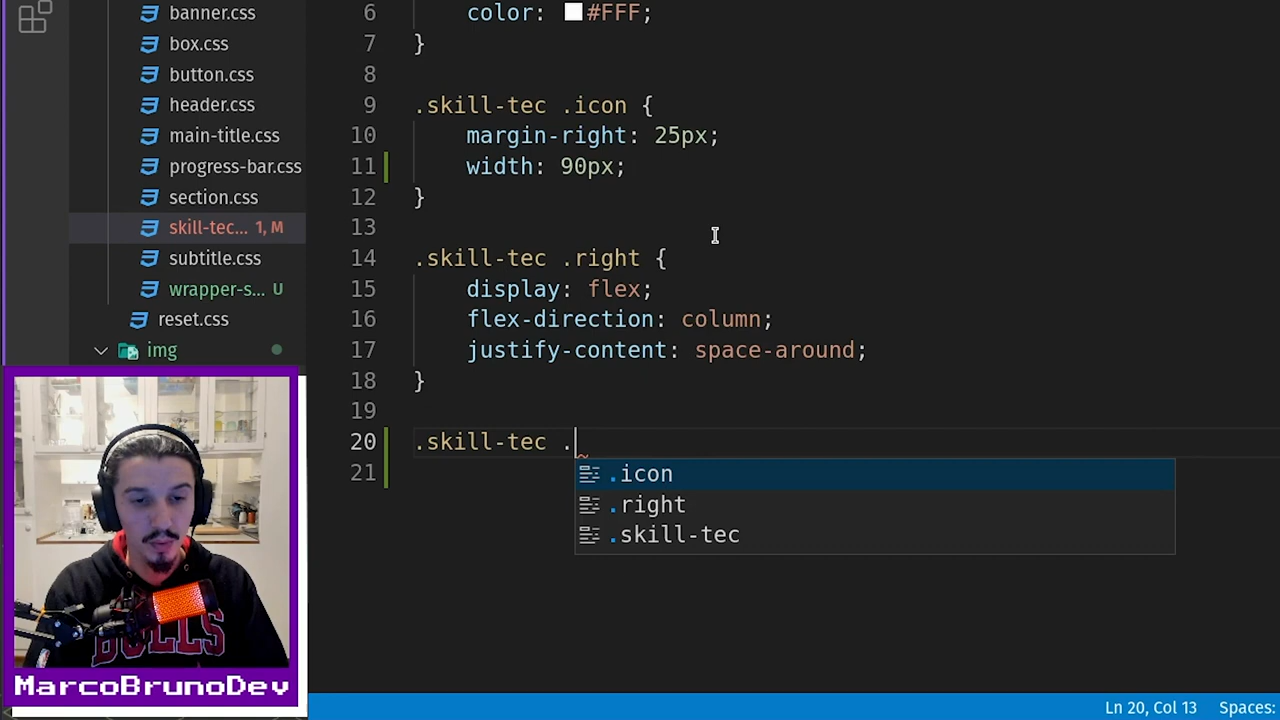 banner.css
box.css
button.css
header.css
main-title.css
progress-bar.css
section.css
skill-tec... 1, M
subtitle.css
wrapper-s... U
reset.css
img
6 color: #FFF;
7 }
8
9 .skill-tec .icon {
10 margin-right: 25px;
11 width: 90px;
12 }
13
14 .skill-tec .right {
15 display: flex;
16 flex-direction: column;
17 justify-content: space-around;
18 }
19
20 .skill-tec .
21
.icon
.right
.skill-tec
BULLS
MarcoBrunoDev
Ln 20, Col 13 Spaces: